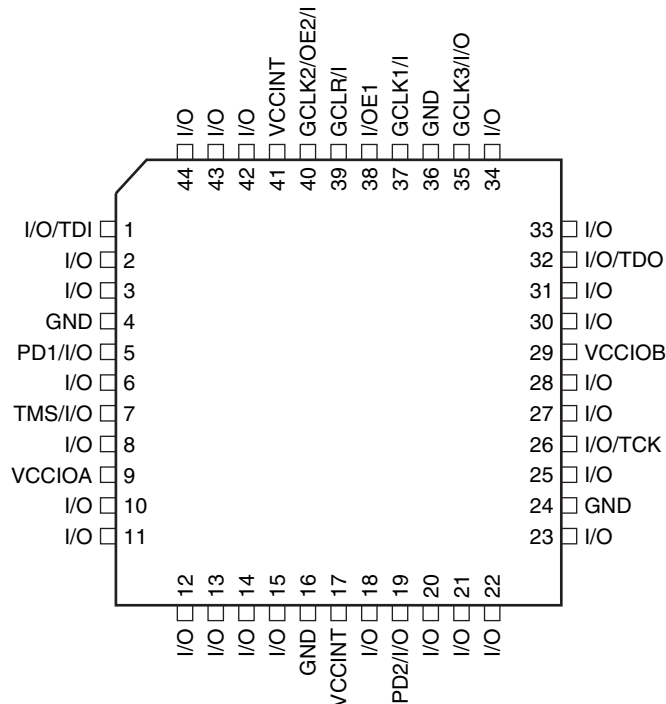 I/O I/O I/O VCCINT GCLK2/OE2/I GCLR/I I/OE1 GCLK1/I GND GCLK3/I/O I/O
44 43 42 41 40 39 38 37 36 35 34
I/O/TDI 1 33 I/O
I/O 2 32 I/O/TDO
I/O 3 31 I/O
GND 4 30 I/O
PD1/I/O 5 29 VCCIOB
I/O 6 28 I/O
TMS/I/O 7 27 I/O
I/O 8 26 I/O/TCK
VCCIOA 9 25 I/O
I/O 10 24 GND
I/O 11 23 I/O
12 13 14 15 16 17 18 19 20 21 22
I/O I/O I/O I/O GND VCCINT I/O PD2/I/O I/O I/O I/O